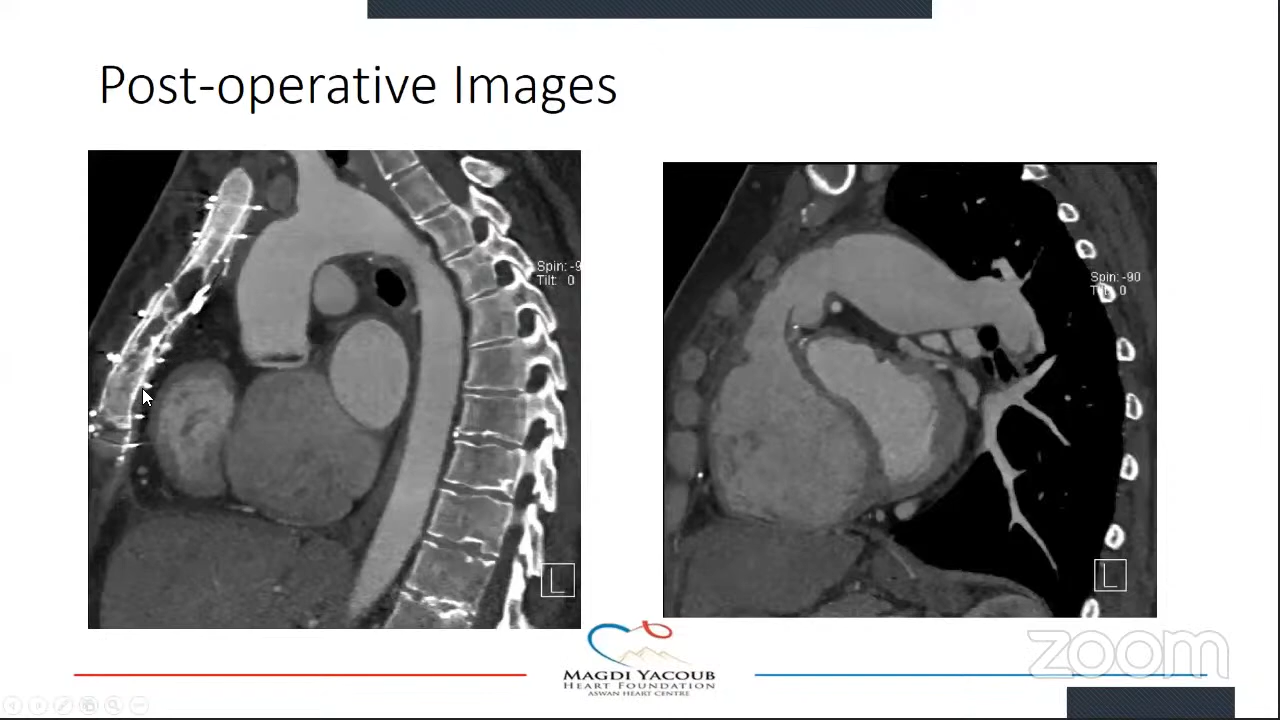 Post-operative Images
Spin: -9
Tilt: 0
L
Spin: -90
Tilt: 0
L
MAGDI YACOUB
HEART FOUNDATION
ASWAN HEART CENTRE
zoom